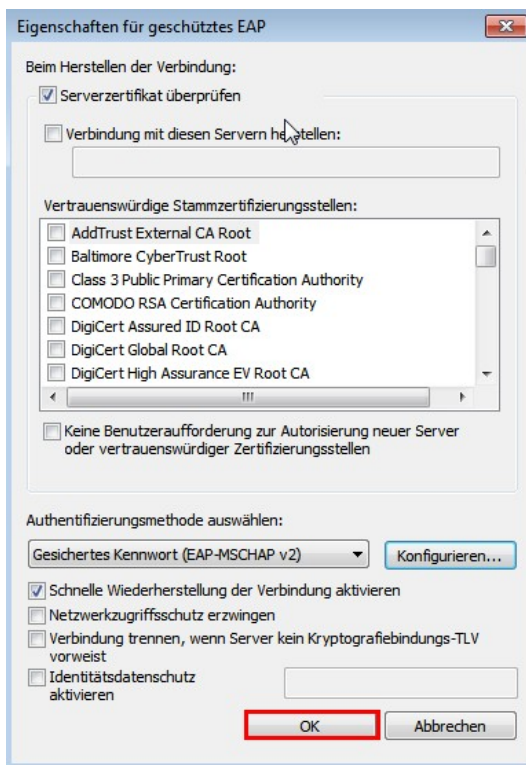 Eigenschaften für geschütztes EAP
Beim Herstellen der Verbindung:
Serverzertifikat überprüfen
Verbindung mit diesen Servern herstellen:
Vertrauenswürdige Stammzertifizierungsstellen:
AddTrust External CA Root
Baltimore CyberTrust Root
Class 3 Public Primary Certification Authority
COMODO RSA Certification Authority
DigiCert Assured ID Root CA
DigiCert Global Root CA
DigiCert High Assurance EV Root CA
Keine Benutzeraufforderung zur Autorisierung neuer Server
oder vertrauenswürdiger Zertifizierungsstellen
Authentifizierungsmethode auswählen:
Gesichertes Kennwort (EAP-MSCHAP v2)
Konfigurieren...
Schnelle Wiederherstellung der Verbindung aktivieren
Netzwerkzugriffsschutz erzwingen
Verbindung trennen, wenn Server kein Kryptografiebindungs-TLV
vorweist
Identitätsdatenschutz
aktivieren
OK
Abbrechen